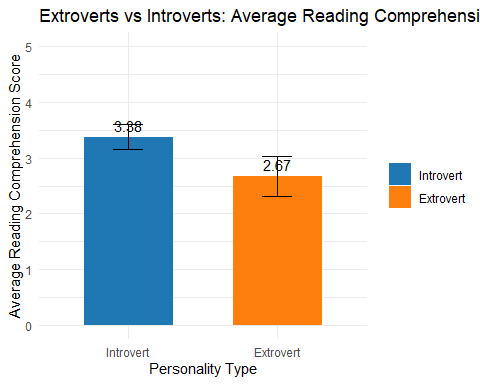 Extroverts vs Introverts: Average Reading Comprehensi
Average Reading Comprehension Score
5
4
3
2
1
0
3.38
2.67
Introvert
Extrovert
Personality Type
Introvert
Extrovert